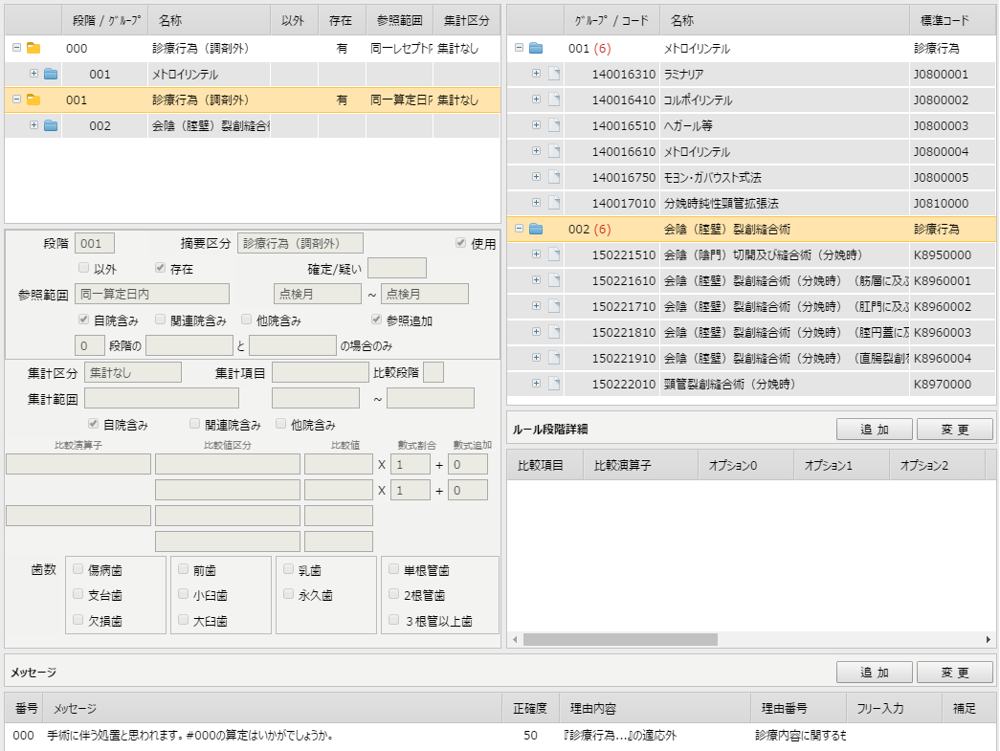 段階 / ｸﾞﾙｰﾌﾟ 名称 以外 存在 参照範囲 集計区分
000 診療行為（調剤外） 有 同一レセプト内 集計なし
001 メトロイリンテル
001 診療行為（調剤外） 有 同一算定日内 集計なし
002 会陰（膣壁）裂創縫合術
段階 001 摘要区分 診療行為（調剤外） 使用
以外 存在 確定/疑い
参照範囲 同一算定日内 点検月 ～ 点検月
自院含み 関連院含み 他院含み 参照追加
0 段階の と の場合のみ
集計区分 集計なし 集計項目 比較段階
集計範囲 ～
自院含み 関連院含み 他院含み
比較演算子 比較値区分 比較値 数式割合 数式追加
X 1 + 0
X 1 + 0
歯数 傷病歯 前歯 乳歯 単根管歯
支台歯 小臼歯 永久歯 2根管歯
欠損歯 大臼歯 ３根管以上歯
ｸﾞﾙｰﾌﾟ / コード 名称 標準コード
001 (6) メトロイリンテル 診療行為
140016310 ラミナリア J0800001
140016410 コルポイリンテル J0800002
140016510 ヘガール等 J0800003
140016610 メトロイリンテル J0800004
140016750 モヨン・ガバウスト式法 J0800005
140017010 分娩時鈍性頸管拡張法 J0810000
002 (6) 会陰（膣壁）裂創縫合術 診療行為
150221510 会陰（陰門）切開及び縫合術（分娩時） K8950000
150221610 会陰（膣壁）裂創縫合術（分娩時）（筋層に及ぶ K8960001
150221710 会陰（膣壁）裂創縫合術（分娩時）（肛門に及ぶ K8960002
150221810 会陰（膣壁）裂創縫合術（分娩時）（腟円蓋に及 K8960003
150221910 会陰（膣壁）裂創縫合術（分娩時）（直腸裂創を K8960004
150222010 頸管裂創縫合術（分娩時） K8970000
ルール段階詳細 追 加 変 更
比較項目 比較演算子 オプション0 オプション1 オプション2
メッセージ 追 加 変 更
番号 メッセージ 正確度 理由内容 理由番号 フリー入力 補足
000 手術に伴う処置と思われます。#000の算定はいかがでしょうか。 50 『診療行為…』の適応外 診療内容に関するも